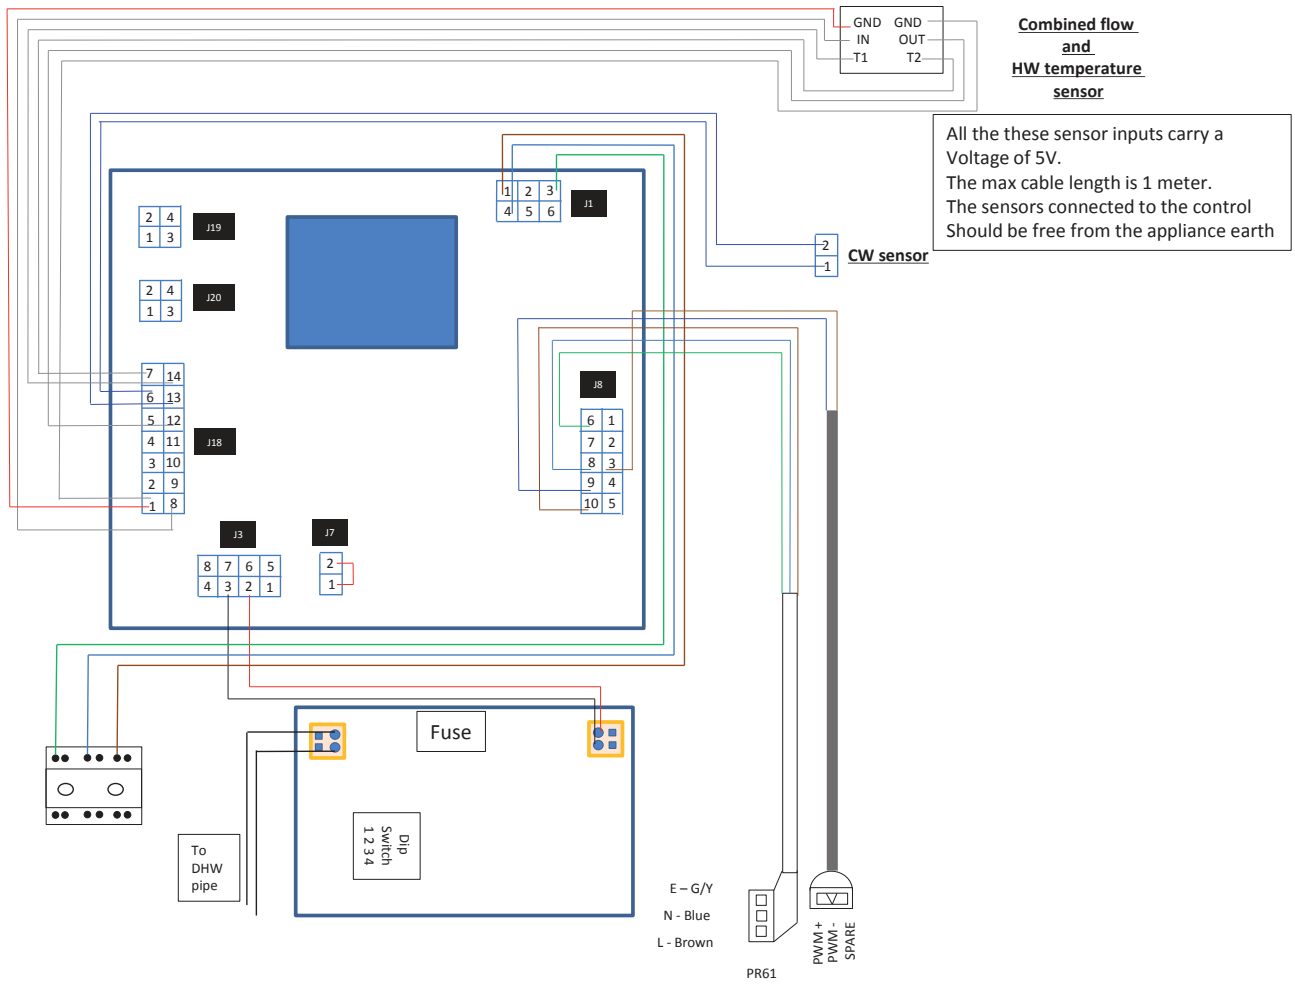 GND GND
IN OUT
T1 T2
Combined flow
and
HW temperature
sensor
All the these sensor inputs carry a
Voltage of 5V.
The max cable length is 1 meter.
The sensors connected to the control
Should be free from the appliance earth
2
1
CW sensor
1 2 3
4 5 6
J1
2 4
1 3
J19
2 4
1 3
J20
7 14
6 13
5 12
4 11
3 10
2 9
1 8
J18
J8
6 1
7 2
8 3
9 4
10 5
J3
8 7 6 5
4 3 2 1
J7
2
1
Fuse
Dip
Switch
1 2 3 4
To
DHW
pipe
E – G/Y
N - Blue
L - Brown
PR61
PWM +
PWM -
SPARE